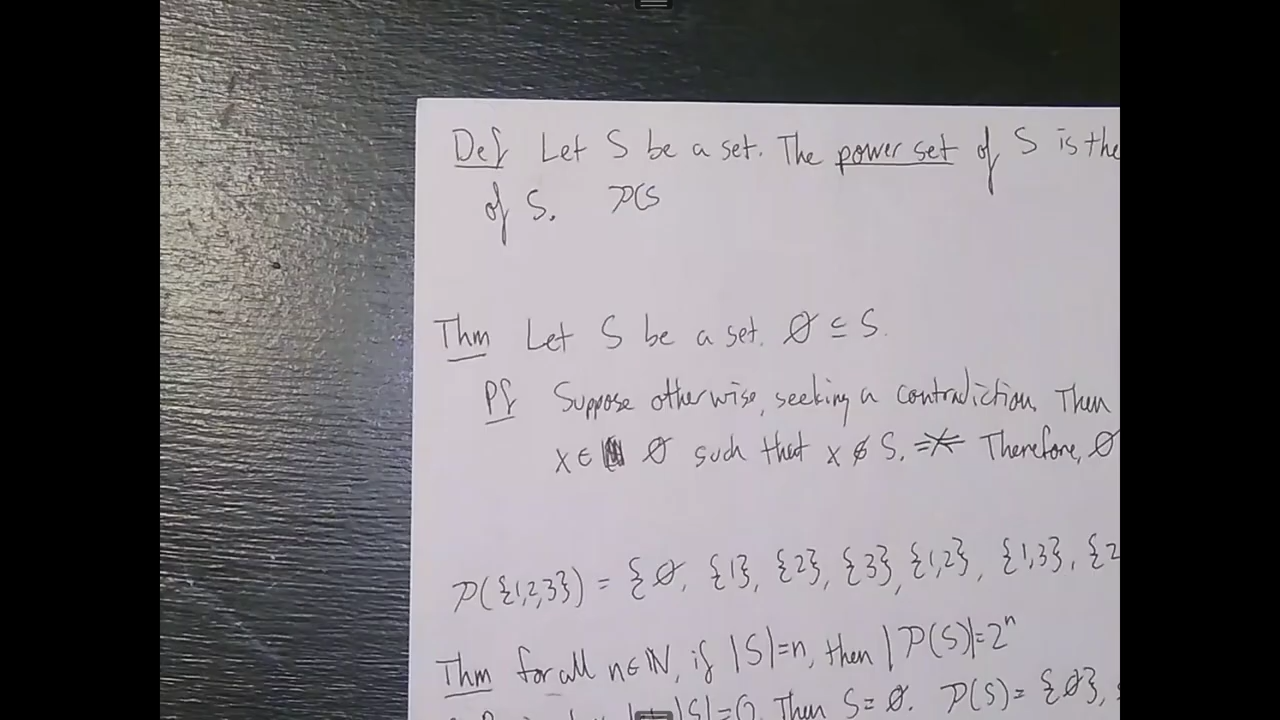 Def Let S be a set. The power set of S is the
of S. P(S
Thm Let S be a set. ∅ ⊆ S.
Pf Suppose otherwise, seeking a contradiction. Then
x ∈ ∅ such that x ∉ S. =><= Therefore, ∅
P({1,2,3}) = {∅, {1}, {2}, {3}, {1,2}, {1,3}, {2
Thm for all n∈ℕ, if |S|=n, then |P(S)|=2ⁿ
|S|=0. Then S=∅. P(S)={∅},